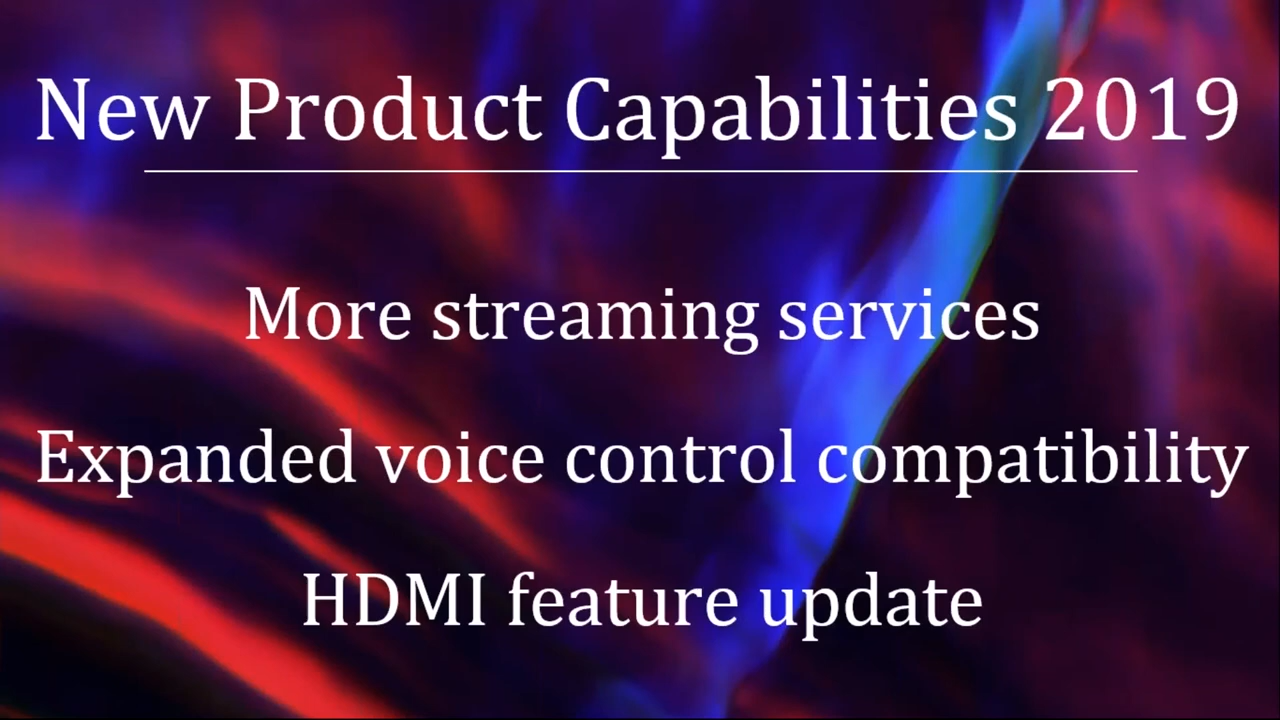 New Product Capabilities 2019
More streaming services
Expanded voice control compatibility
HDMI feature update